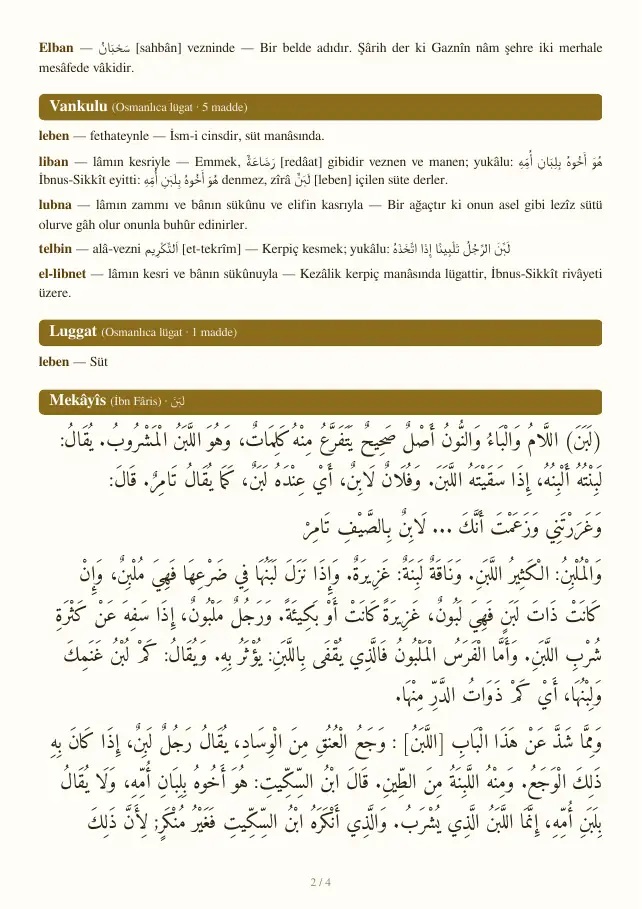 Elban — سَحْبَانُ [sahbân] vezninde — Bir belde adıdır. Şârih der ki Gaznîn nâm şehre iki merhale
mesâfede vâkidir.
Vankulu (Osmanlıca lügat · 5 madde)
leben — fethateynle — İsm-i cinsdir, süt manâsında.
liban — lâmın kesriyle — Emmek, رَضَاعَةٌ [redâat] gibidir veznen ve manen; yukâlu: هُوَ أَخُوهُ بِلِبَانِ أُمِّهِ
İbnus-Sikkît eyitti: هُوَ أَخُوهُ بِلَبَنِ أُمِّهِ denmez, zîrâ لَبَنٌ [leben] içilen süte derler.
lubna — lâmın zammı ve bânın sükûnu ve elifin kasrıyla — Bir ağaçtır ki onun asel gibi lezîz sütü
olurve gâh olur onunla buhûr edinirler.
telbin — alâ-vezni اَلتَّكْرِيم [et-tekrîm] — Kerpiç kesmek; yukâlu: لَبَّنَ الرَّجُلُ تَلْبِينًا إِذَا اتَّخَذَهُ
el-libnet — lâmın kesri ve bânın sükûnuyla — Kezâlik kerpiç manâsında lügattir, İbnus-Sikkît rivâyeti
üzere.
Luggat (Osmanlıca lügat · 1 madde)
leben — Süt
Mekâyîs (İbn Fâris) · لَبَنَ
(لَبَنَ) اللَّامُ وَالْبَاءُ وَالنُّونُ أَصْلٌ صَحِيحٌ يَتَفَرَّعُ مِنْهُ كَلِمَاتٌ، وَهُوَ اللَّبَنُ الْمَشْرُوبُ. يُقَالُ:
لَبَنْتُهُ أَلْبِنُهُ، إِذَا سَقَيْتَهُ اللَّبَنَ. وَفُلَانٌ لَابِنٌ، أَيْ عِنْدَهُ لَبَنٌ، كَمَا يُقَالُ تَامِرٌ. قَالَ:
وَغَرَرْتَنِي وَزَعَمْتَ أَنَّكَ ... لَابِنٌ بِالصَّيْفِ تَامِرْ
وَالْمُلْبِنُ: الْكَثِيرُ اللَّبَنِ. وَنَاقَةٌ لَبِنَةٌ: غَزِيرَةٌ. وَإِذَا نَزَلَ لَبَنُهَا فِي ضَرْعِهَا فَهِيَ مُلْبِنٌ، وَإِنْ
كَانَتْ ذَاتَ لَبَنٍ فَهِيَ لَبُونٌ، غَزِيرَةً كَانَتْ أَوْ بَكِيئَةً. وَرَجُلٌ مَلْبُونٌ، إِذَا سَفِهَ عَنْ كَثْرَةِ
شُرْبِ اللَّبَنِ. وَأَمَّا الْفَرَسُ الْمَلْبُونُ فَالَّذِي يُقْفَى بِاللَّبَنِ: يُؤْثَرُ بِهِ. وَيُقَالُ: كَمْ لُبْنُ غَنَمِكَ
وَلِبْنُهَا، أَيْ كَمْ ذَوَاتُ الدَّرِّ مِنْهَا.
وَمِمَّا شَذَّ عَنْ هَذَا الْبَابِ [اللَّبَنُ] : وَجَعُ الْعُنُقِ مِنَ الْوِسَادِ، يُقَالُ رَجُلٌ لَبِنٌ، إِذَا كَانَ بِهِ
ذَلِكَ الْوَجَعُ. وَمِنْهُ اللَّبِنَةُ مِنَ الطِّينِ. قَالَ ابْنُ السِّكِّيتِ: هُوَ أَخُوهُ بِلِبَانِ أُمِّهِ، وَلَا يُقَالُ
بِلَبَنِ أُمِّهِ، إِنَّمَا اللَّبَنُ الَّذِي يُشْرَبُ. وَالَّذِي أَنْكَرَهُ ابْنُ السِّكِّيتِ فَغَيْرُ مُنْكَرٍ; لِأَنَّ ذَلِكَ
2 / 4